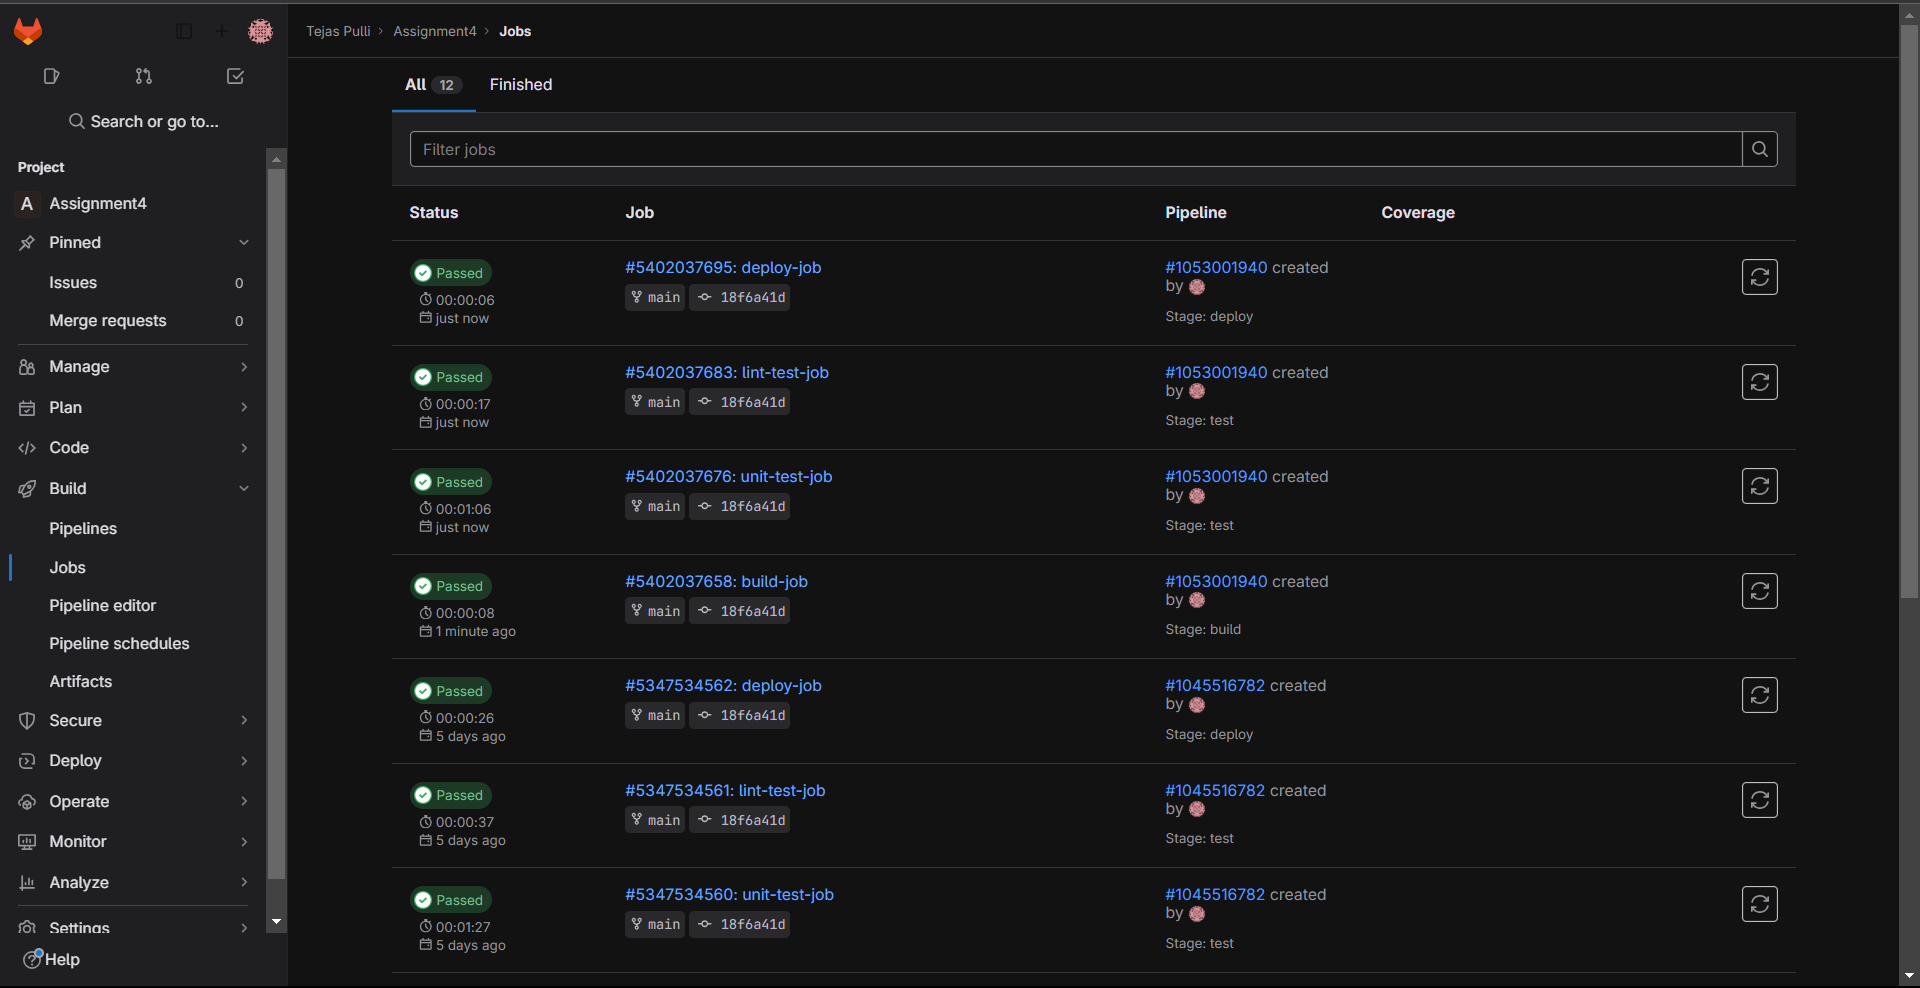 Tejas Pulli > Assignment4 > Jobs
Search or go to...
Project
A Assignment4
Pinned
Issues 0
Merge requests 0
Manage
Plan
Code
Build
Pipelines
Jobs
Pipeline editor
Pipeline schedules
Artifacts
Secure
Deploy
Operate
Monitor
Analyze
Settings
Help
All 12 Finished
Filter jobs
Status Job Pipeline Coverage
Passed
00:00:06
just now
#5402037695: deploy-job
main 18f6a41d
#1053001940 created
by
Stage: deploy
Passed
00:00:17
just now
#5402037683: lint-test-job
main 18f6a41d
#1053001940 created
by
Stage: test
Passed
00:01:06
just now
#5402037676: unit-test-job
main 18f6a41d
#1053001940 created
by
Stage: test
Passed
00:00:08
1 minute ago
#5402037658: build-job
main 18f6a41d
#1053001940 created
by
Stage: build
Passed
00:00:26
5 days ago
#5347534562: deploy-job
main 18f6a41d
#1045516782 created
by
Stage: deploy
Passed
00:00:37
5 days ago
#5347534561: lint-test-job
main 18f6a41d
#1045516782 created
by
Stage: test
Passed
00:01:27
5 days ago
#5347534560: unit-test-job
main 18f6a41d
#1045516782 created
by
Stage: test